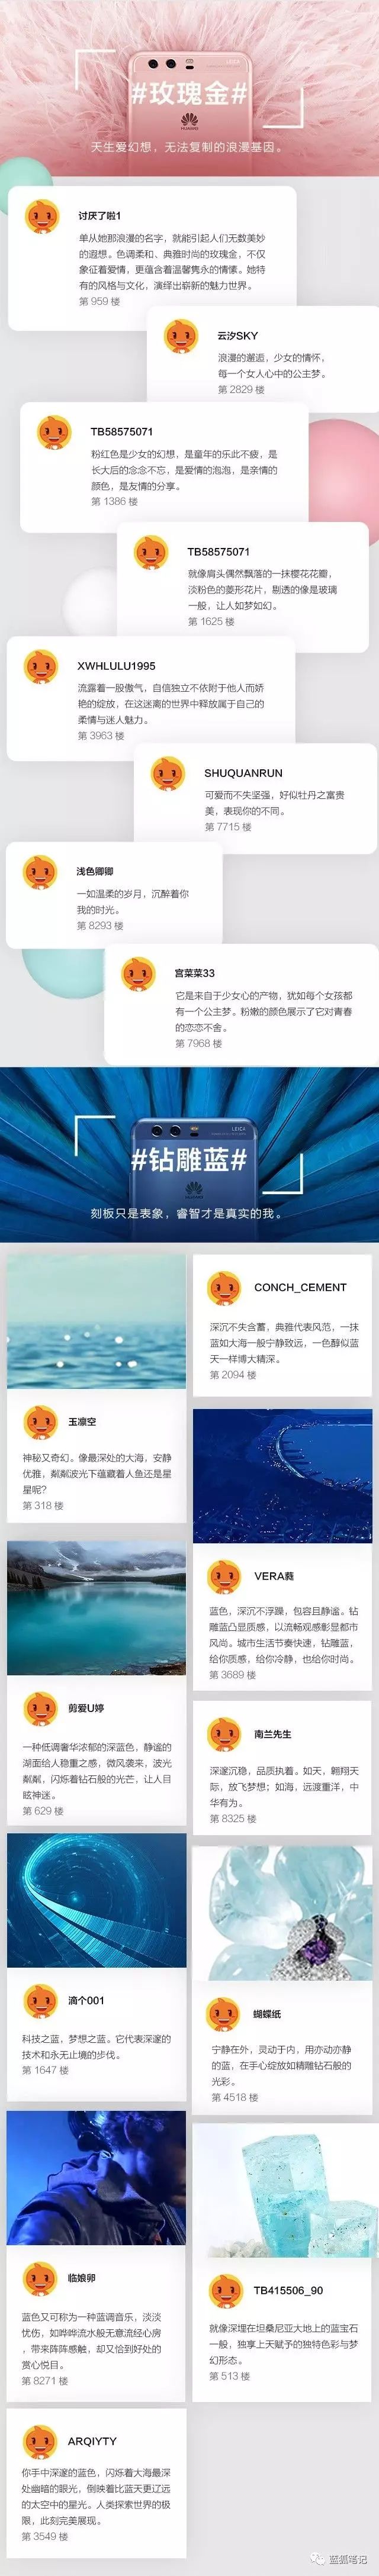 LEICA
#玫瑰金#
HUAWEI
天生爱幻想，无法复制的浪漫基因。
讨厌了啦1
单从她那浪漫的名字，就能引起人们无数美妙
的遐想。色调柔和、典雅时尚的玫瑰金，不仅
象征着爱情，更蕴含着温馨隽永的情愫。她特
有的风格与文化，演绎出崭新的魅力世界。
第 959 楼
云汐SKY
浪漫的邂逅，少女的情怀，
每一个女人心中的公主梦。
第 2829 楼
TB58575071
粉红色是少女的幻想，是童年的乐此不疲，是
长大后的念念不忘，是爱情的泡泡，是亲情的
颜色，是友情的分享。
第 1386 楼
TB58575071
就像肩头偶然飘落的一抹樱花花瓣，
淡粉色的菱形花片，剔透的像是玻璃
一般，让人如梦如幻。
第 1625 楼
XWHLULU1995
流露着一股傲气，自信独立不依附于他人而娇
艳的绽放，在这迷离的世界中释放属于自己的
柔情与迷人魅力。
第 3963 楼
SHUQUANRUN
可爱而不失坚强，好似牡丹之富贵
美，表现你的不同。
第 7715 楼
浅色卿卿
一如温柔的岁月，沉醉着你
我的时光。
第 8293 楼
宫菜菜33
它是来自于少女心的产物，犹如每个女孩都
有一个公主梦。粉嫩的颜色展示了它对青春
的恋恋不舍。
第 7968 楼
LEICA
#钻雕蓝#
HUAWEI
刻板只是表象，睿智才是真实的我。
CONCH_CEMENT
深沉不失含蓄，典雅代表风范，一抹
蓝如大海一般宁静致远，一色醇似蓝
天一样博大精深。
第 2094 楼
玉凛空
神秘又奇幻。像最深处的大海，安静
优雅，粼粼波光下蕴藏着人鱼还是星
星呢?
第 318 楼
VERA蕤
蓝色，深沉不浮躁，包容且静谧。钻
雕蓝凸显质感，以流畅观感彰显都市
风尚。城市生活节奏快速，钻雕蓝，
给你质感，给你冷静，也给你时尚。
第 3689 楼
剪爱U婷
一种低调奢华浓郁的深蓝色，静谧的
湖面给人稳重之感，微风袭来，波光
粼粼，闪烁着钻石般的光芒，让人目
眩神迷。
第 629 楼
南兰先生
深邃沉稳，品质执着。如天，翱翔天
际，放飞梦想；如海，远渡重洋，中
华有为。
第 8325 楼
滴个001
科技之蓝，梦想之蓝。它代表深邃的
技术和永无止境的步伐。
第 1647 楼
蝴蝶纸
宁静在外，灵动于内，用亦动亦静
的蓝，在手心绽放如精雕钻石般的
光彩。
第 4518 楼
临娘卵
蓝色又可称为一种蓝调音乐，淡淡
忧伤，如哗哗流水般无意流经心房
，带来阵阵感触，却又恰到好处的
赏心悦目。
第 8271 楼
TB415506_90
就像深埋在坦桑尼亚大地上的蓝宝石
一般，独享上天赋予的独特色彩与梦
幻形态。
第 513 楼
ARQIYTY
你手中深邃的蓝色，闪烁着大海最深
处幽暗的眼光，倒映着比蓝天更辽远
的太空中的星光。人类探索世界的极
限，此刻完美展现。
第 3549 楼
蓝狐笔记